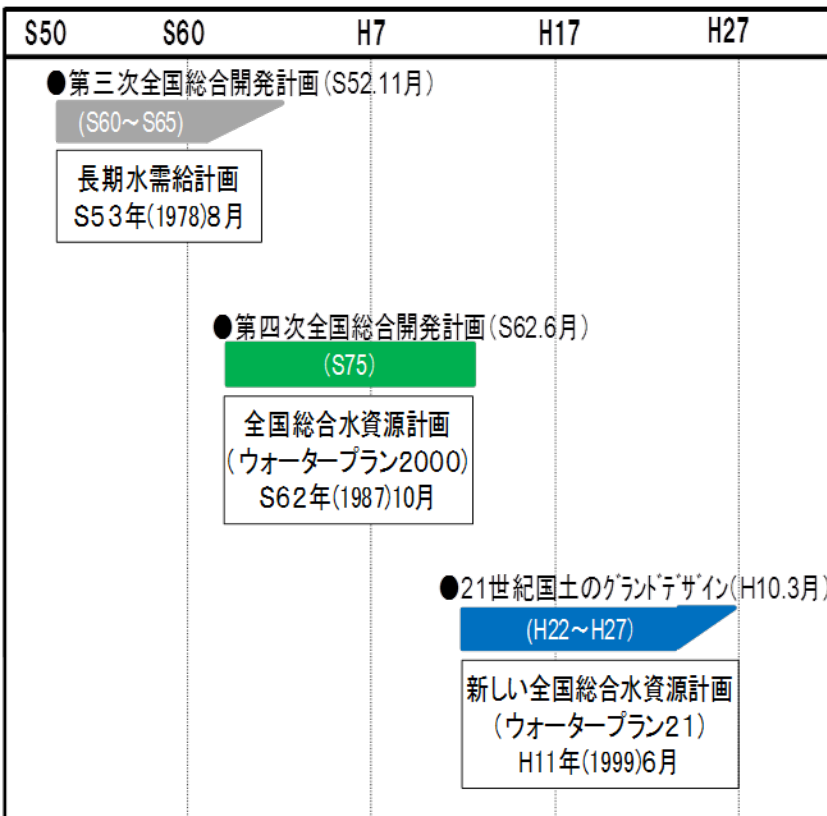 S50 S60 H7 H17 H27
●第三次全国総合開発計画(S52.11月)
(S60～S65)
長期水需給計画
S53年(1978)8月
●第四次全国総合開発計画(S62.6月)
(S75)
全国総合水資源計画
(ウォータープラン2000)
S62年(1987)10月
●21世紀国土のグランドデザイン(H10.3月)
(H22～H27)
新しい全国総合水資源計画
(ウォータープラン21)
H11年(1999)6月